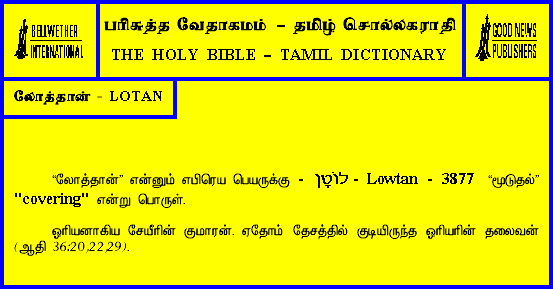 BELLWETHER
INTERNATIONAL
பரிசுத்த வேதாகமம் – தமிழ் சொல்லகராதி
THE HOLY BIBLE – TAMIL DICTIONARY
GOOD NEWS
PUBLISHERS
லோத்தான் - LOTAN
“லோத்தான்” என்னும் எபிரெய பெயருக்கு - לוֹטָן - Lowtan - 3877 “மூடுதல்”
"covering" என்று பொருள்.
ஓரியனாகிய சேயீரின் குமாரன். ஏதோம் தேசத்தில் குடியிருந்த ஓரியரின் தலைவன்
(ஆதி 36:20,22,29).